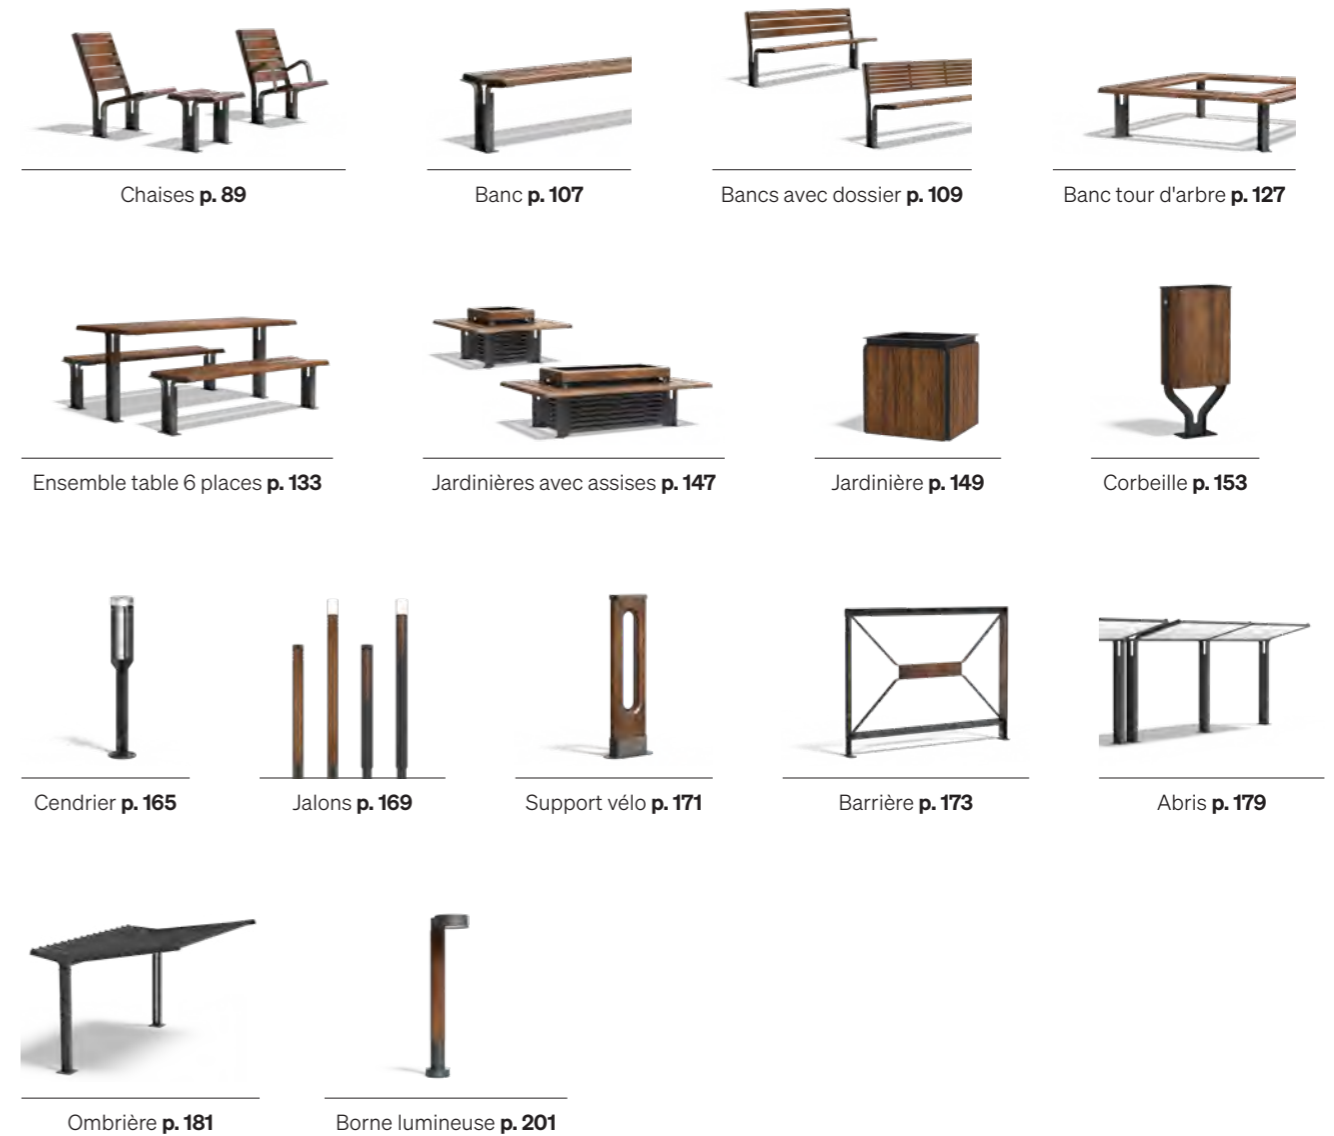 Chaises p. 89
Banc p. 107
Bancs avec dossier p. 109
Banc tour d'arbre p. 127
Ensemble table 6 places p. 133
Jardinières avec assises p. 147
Jardinière p. 149
Corbeille p. 153
Cendrier p. 165
Jalons p. 169
Support vélo p. 171
Barrière p. 173
Abris p. 179
Ombrière p. 181
Borne lumineuse p. 201